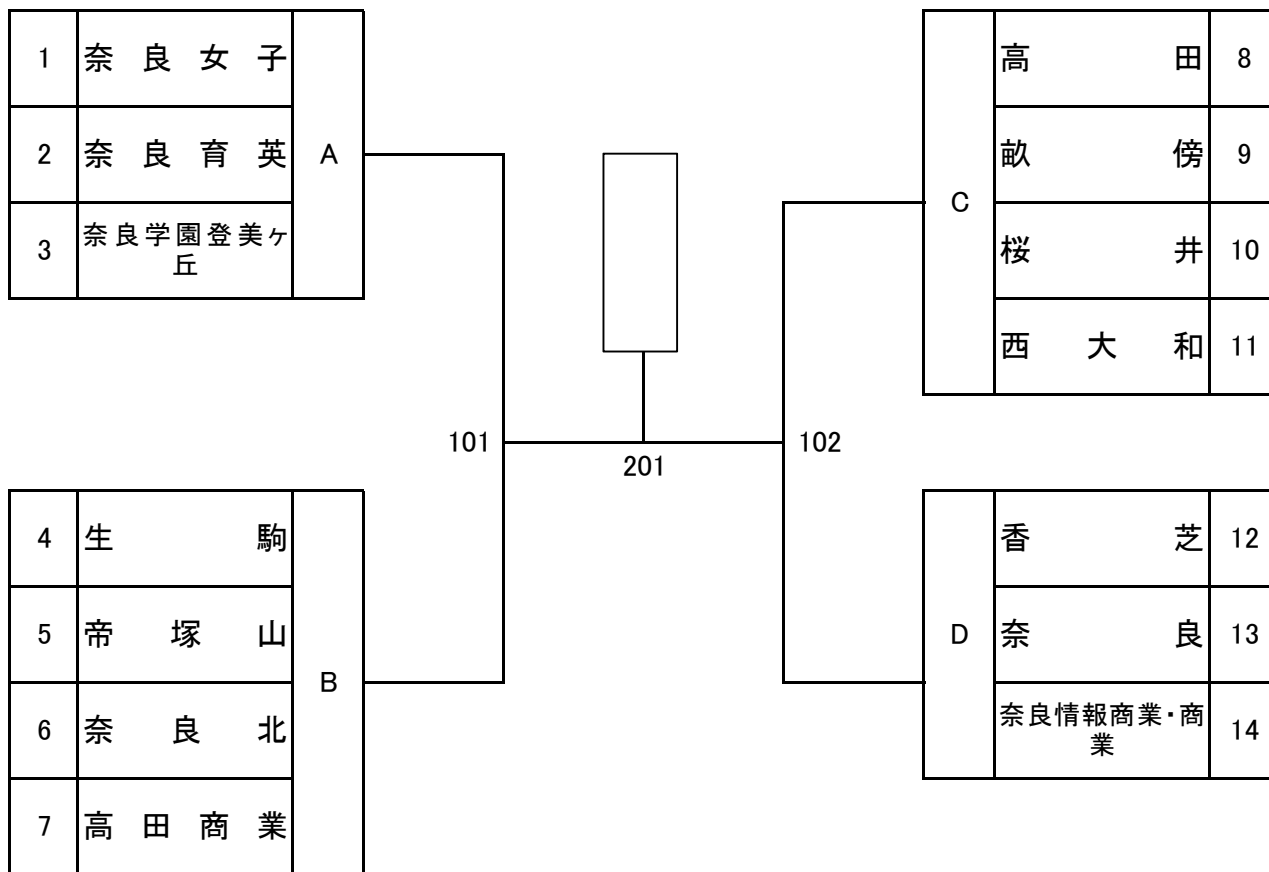 1 奈良女子
2 奈良育英
A
3 奈良学園登美ヶ
丘
4 生駒
5 帝塚山
B
6 奈良北
7 高田商業
101
201
102
高田 8
畝傍 9
C
桜井 10
西大和 11
香芝 12
D
奈良 13
奈良情報商業・商
業
14